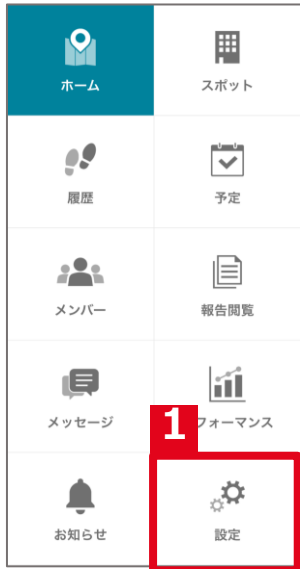 ホーム
スポット
履歴
予定
メンバー
報告閲覧
メッセージ
フォーマンス
1
お知らせ
設定